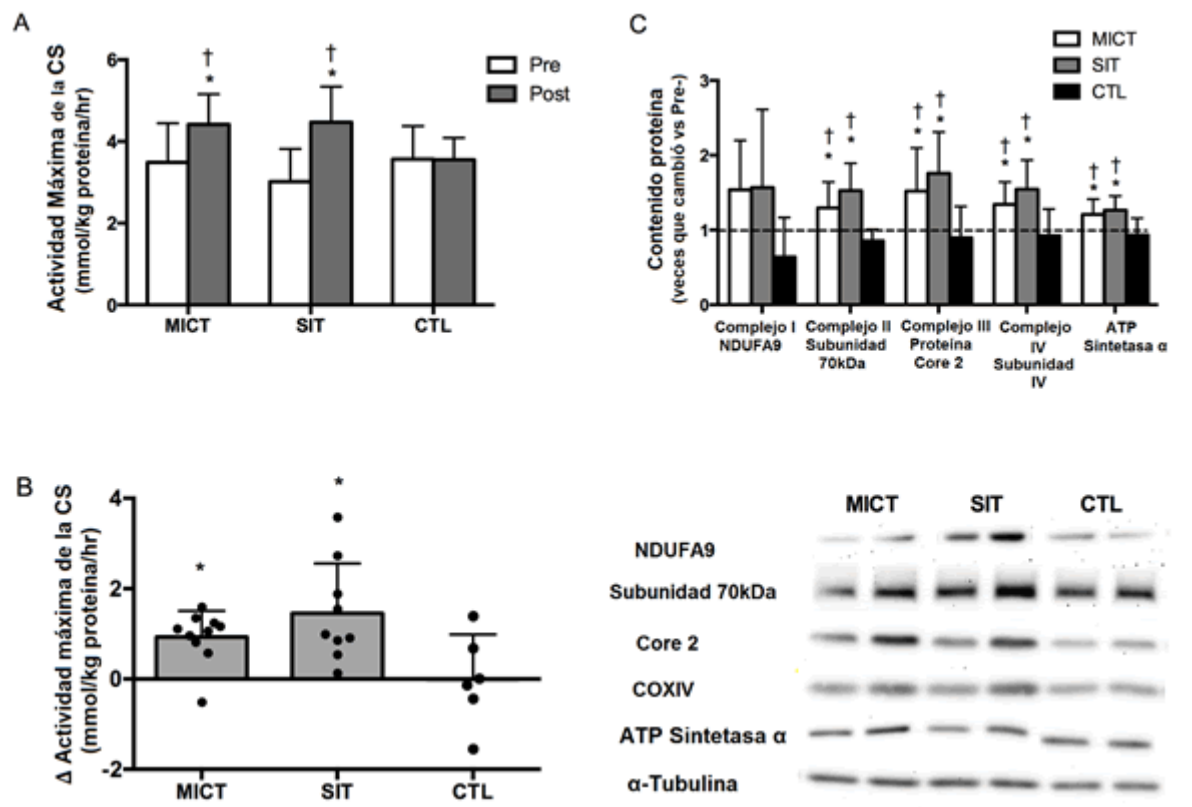 A
Actividad Máxima de la CS
(mmol/kg proteína/hr)
6
4
2
0
† *
† *
Pre
Post
MICT SIT CTL
C
Contenido proteína
(veces que cambió vs Pre-)
3
2
1
0
MICT
SIT
CTL
† * † * † * † * † * † * † * † *
Complejo I
NDUFA9
Complejo II
Subunidad
70kDa
Complejo III
Proteína
Core 2
Complejo
IV
Subunidad
IV
ATP
Sintetasa α
B
Δ Actividad máxima de la CS
(mmol/kg proteína/hr)
4
2
0
-2
*
*
MICT SIT CTL
MICT SIT CTL
NDUFA9
Subunidad 70kDa
Core 2
COXIV
ATP Sintetasa α
α-Tubulina